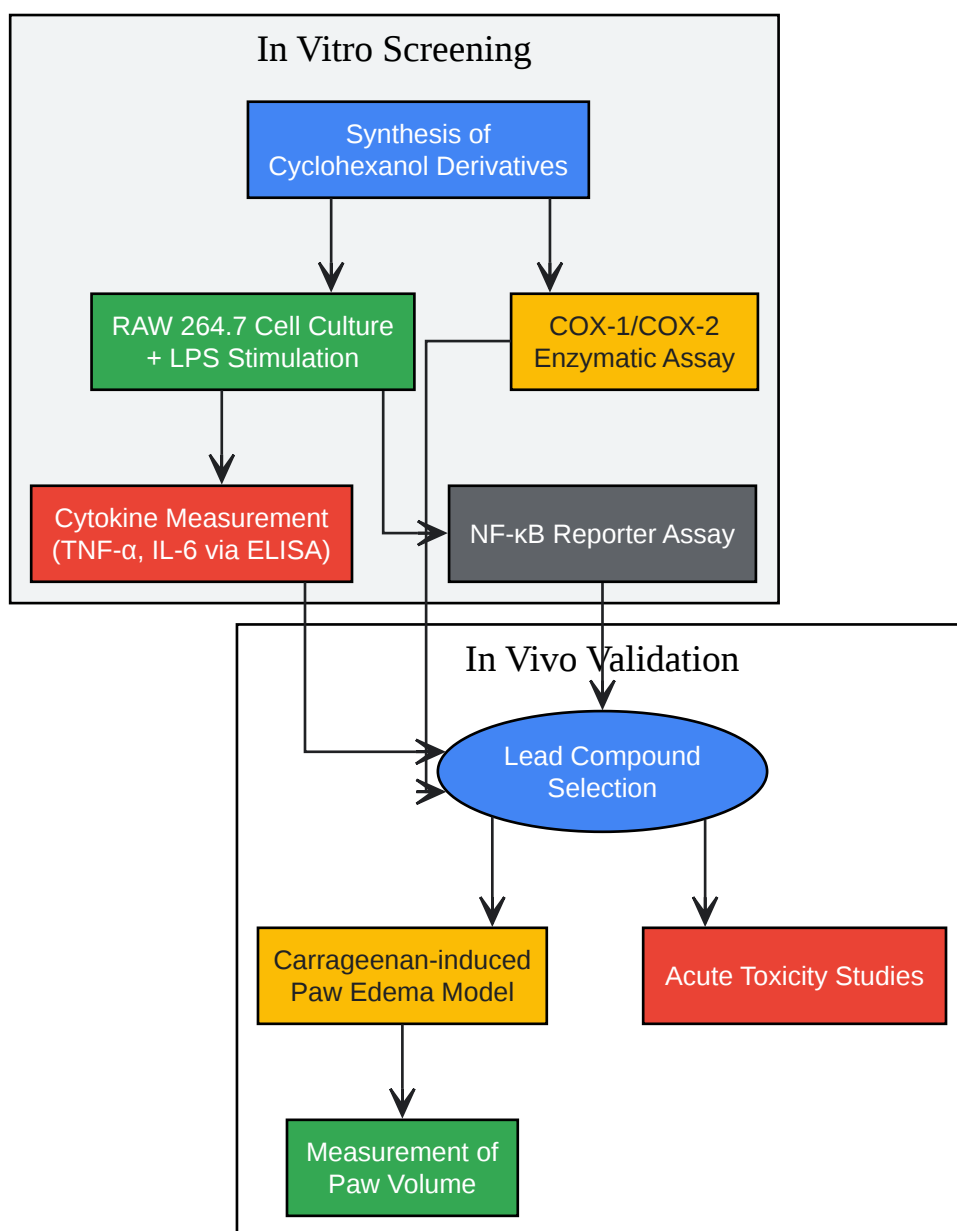 In Vitro Screening
Synthesis of
Cyclohexanol Derivatives
RAW 264.7 Cell Culture
+ LPS Stimulation
COX-1/COX-2
Enzymatic Assay
Cytokine Measurement
(TNF-α, IL-6 via ELISA)
NF-κB Reporter Assay
In Vivo Validation
Lead Compound
Selection
Carrageenan-induced
Paw Edema Model
Acute Toxicity Studies
Measurement of
Paw Volume